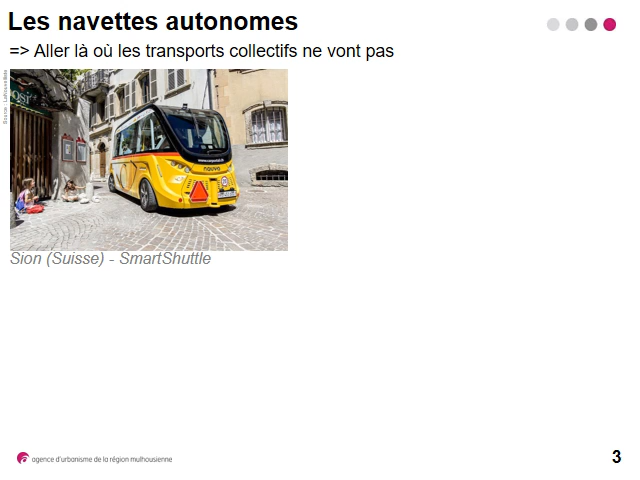 Les navettes autonomes
=> Aller là où les transports collectifs ne vont pas
navya
Sion (Suisse) - SmartShuttle
agence d'urbanisme de la région mulhousienne
3